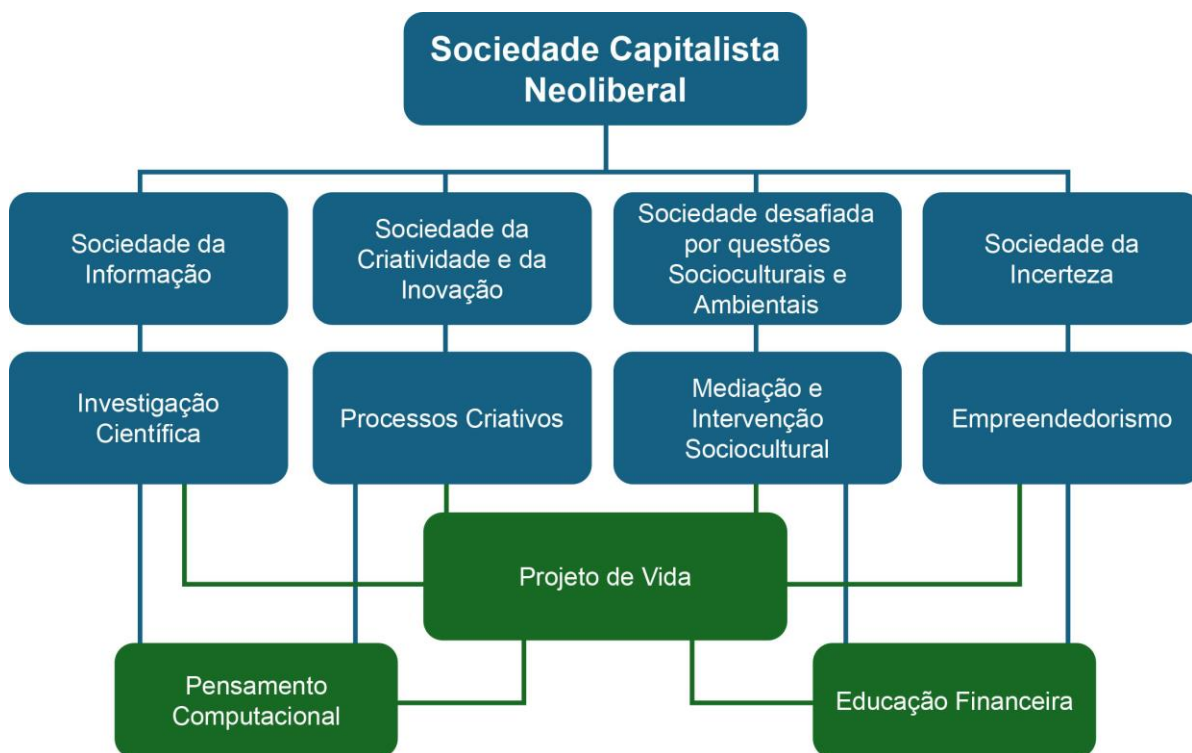 Sociedade Capitalista
Neoliberal
Sociedade da
Informação
Sociedade da
Criatividade e da
Inovação
Sociedade desafiada
por questões
Socioculturais e
Ambientais
Sociedade da
Incerteza
Investigação
Científica
Processos Criativos
Mediação e
Intervenção
Sociocultural
Empreendedorismo
Projeto de Vida
Pensamento
Computacional
Educação Financeira